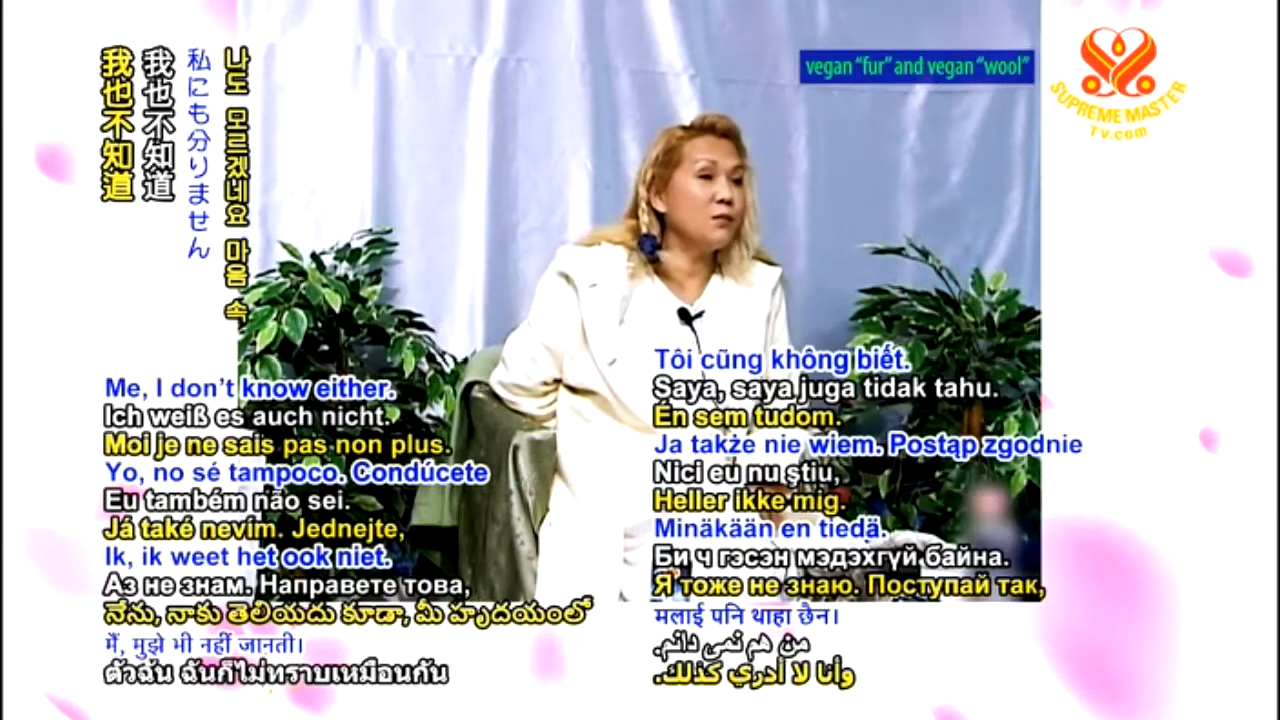 我也不知道
我也不知道
私にも分りません
나도 모르겠네요 마음 속
vegan “fur” and vegan “wool”
SUPREME MASTER
TV.com
Me, I don’t know either.
Ich weiß es auch nicht.
Moi je ne sais pas non plus.
Yo, no sé tampoco. Condúcete
Eu também não sei.
Já také nevím. Jednejte,
Ik, ik weet het ook niet.
Аз не знам. Направете това,
నేను, నాకు తెలియదు కూడా, మీ హృదయంలో
मैं, मुझे भी नहीं जानती।
ตัวฉัน ฉันก็ไม่ทราบเหมือนกัน
Tôi cũng không biết.
Saya, saya juga tidak tahu.
Én sem tudom.
Ja także nie wiem. Postąp zgodnie
Nici eu nu ştiu,
Heller ikke mig.
Minäkään en tiedä.
Би ч гэсэн мэдэхгүй байна.
Я тоже не знаю. Поступай так,
मलाई पनि थाहा छैन।
من هم نمی دانم.
وأنا لا أدري كذلك.